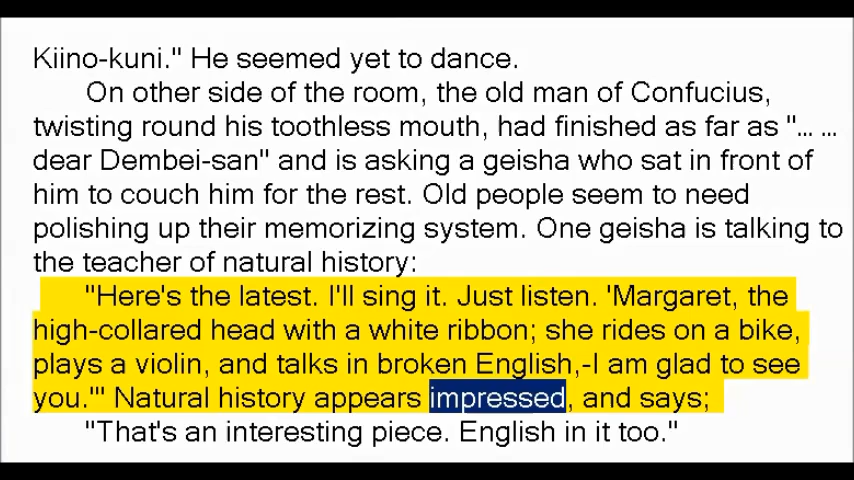 Kiino-kuni." He seemed yet to dance.
On other side of the room, the old man of Confucius,
twisting round his toothless mouth, had finished as far as "... ...
dear Dembei-san" and is asking a geisha who sat in front of
him to couch him for the rest. Old people seem to need
polishing up their memorizing system. One geisha is talking to
the teacher of natural history:
"Here's the latest. I'll sing it. Just listen. 'Margaret, the
high-collared head with a white ribbon; she rides on a bike,
plays a violin, and talks in broken English,-I am glad to see
you.'" Natural history appears impressed, and says;
"That's an interesting piece. English in it too."